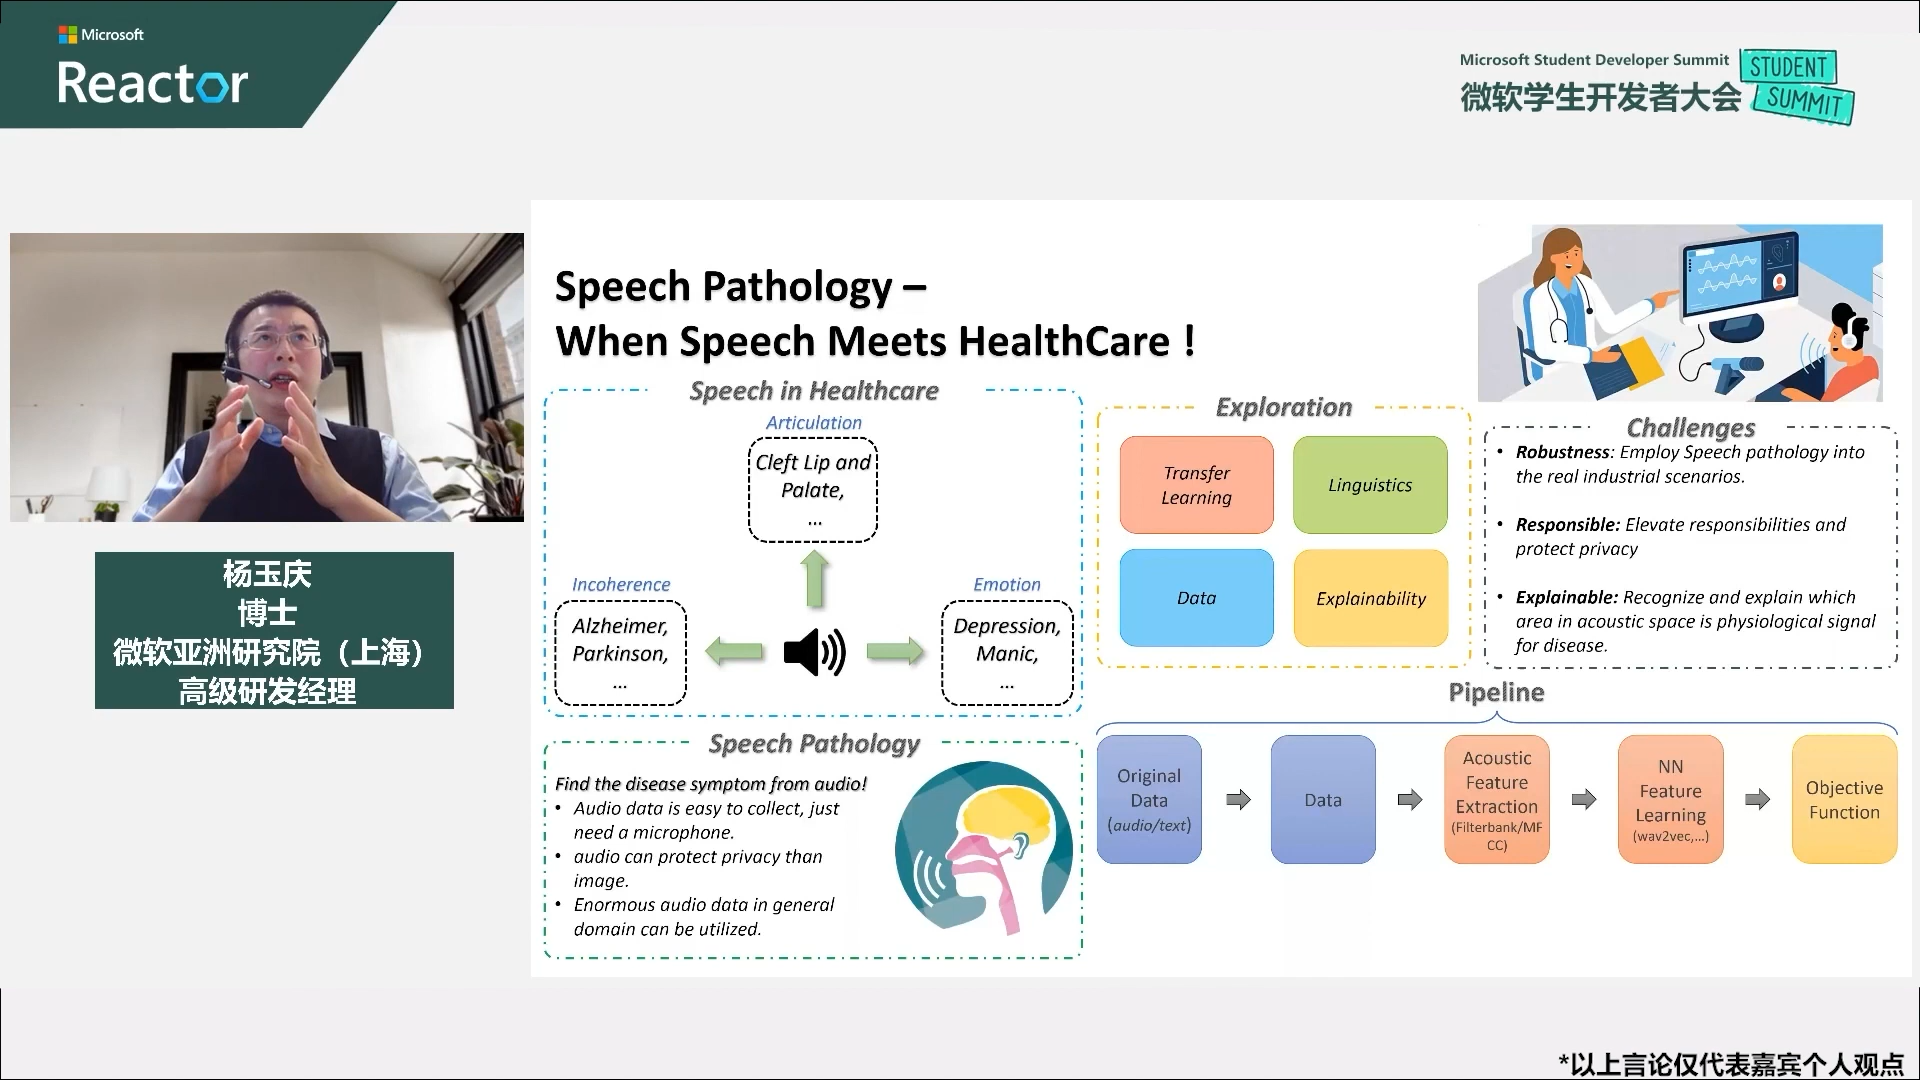 Microsoft
Reactor
Microsoft Student Developer Summit
微软学生开发者大会
STUDENT
SUMMIT
杨玉庆
博士
微软亚洲研究院（上海）
高级研发经理
Speech Pathology –
When Speech Meets HealthCare !
Speech in Healthcare
Articulation
Cleft Lip and
Palate,
...
Incoherence
Alzheimer,
Parkinson,
...
Emotion
Depression,
Manic,
...
Speech Pathology
Find the disease symptom from audio!
• Audio data is easy to collect, just
need a microphone.
• audio can protect privacy than
image.
• Enormous audio data in general
domain can be utilized.
Exploration
Transfer
Learning
Linguistics
Data
Explainability
Challenges
• Robustness: Employ Speech pathology into
the real industrial scenarios.
• Responsible: Elevate responsibilities and
protect privacy
• Explainable: Recognize and explain which
area in acoustic space is physiological signal
for disease.
Pipeline
Original
Data
(audio/text)
Data
Acoustic
Feature
Extraction
(Filterbank/MF
CC)
NN
Feature
Learning
(wav2vec,...)
Objective
Function
*以上言论仅代表嘉宾个人观点